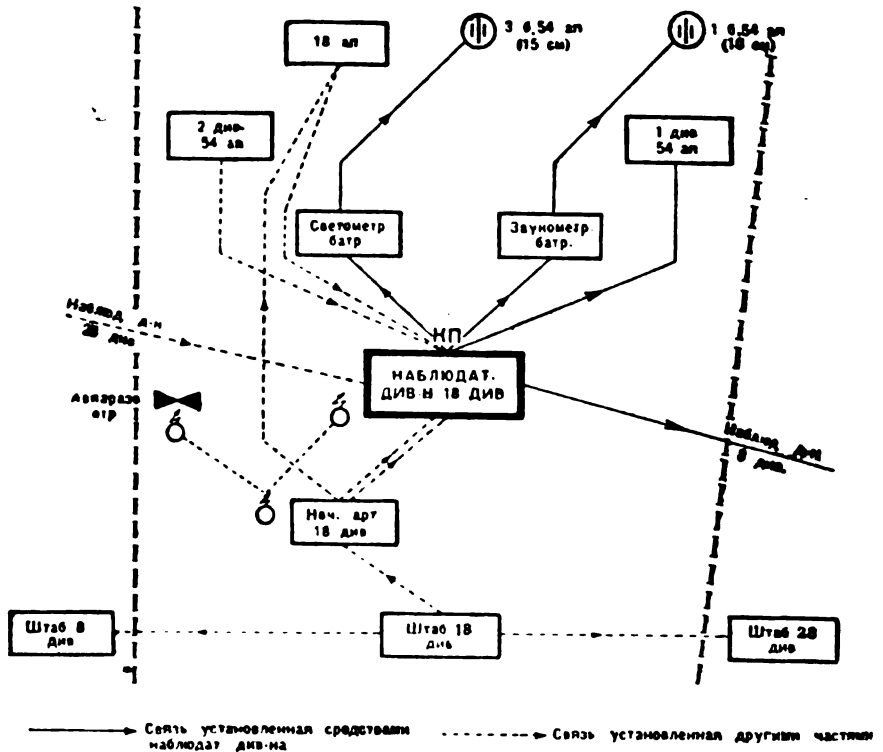 18 ап
3 б.54 ап
(15 см)
1 б.54 ап
(10 см)
2 див-
54 ап
1 див
54 ап
Светометр
батр
Звунометр.
батр.
КП
Наблюд д-н
28 див
НАБЛЮДАТ.
ДИВ-Н 18 ДИВ
Авиаразв
отр
Наблюд д-н
8 див.
Нач. арт
18 див
Штаб 8
див
Штаб 18
див
Штаб 28
див
Связь установленная средствами
наблюдат див-на
Связь установленная другими частями